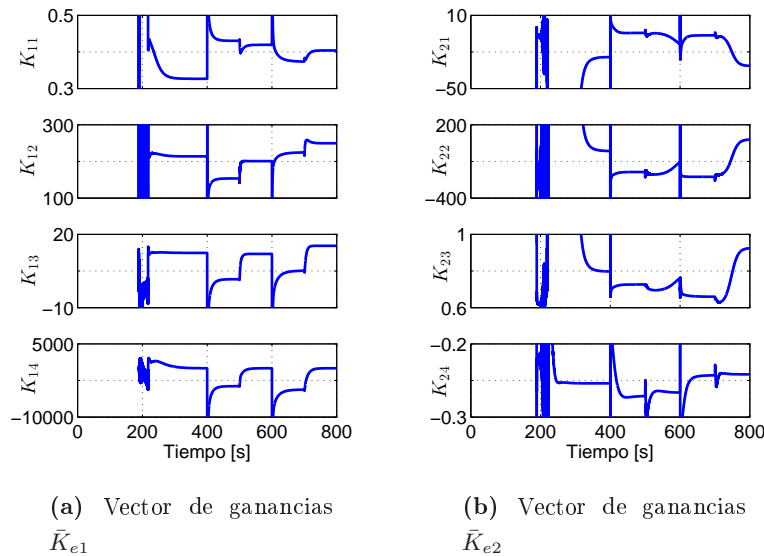 0.5
K₁₁
0.3
300
K₁₂
100
20
K₁₃
−10
5000
K₁₄
−10000
0 200 400 600 800
Tiempo [s]
(a) Vector de ganancias
K̄ₑ₁
10
K₂₁
−50
200
K₂₂
−400
1
K₂₃
0.6
−0.2
K₂₄
−0.3
0 200 400 600 800
Tiempo [s]
(b) Vector de ganancias
K̄ₑ₂